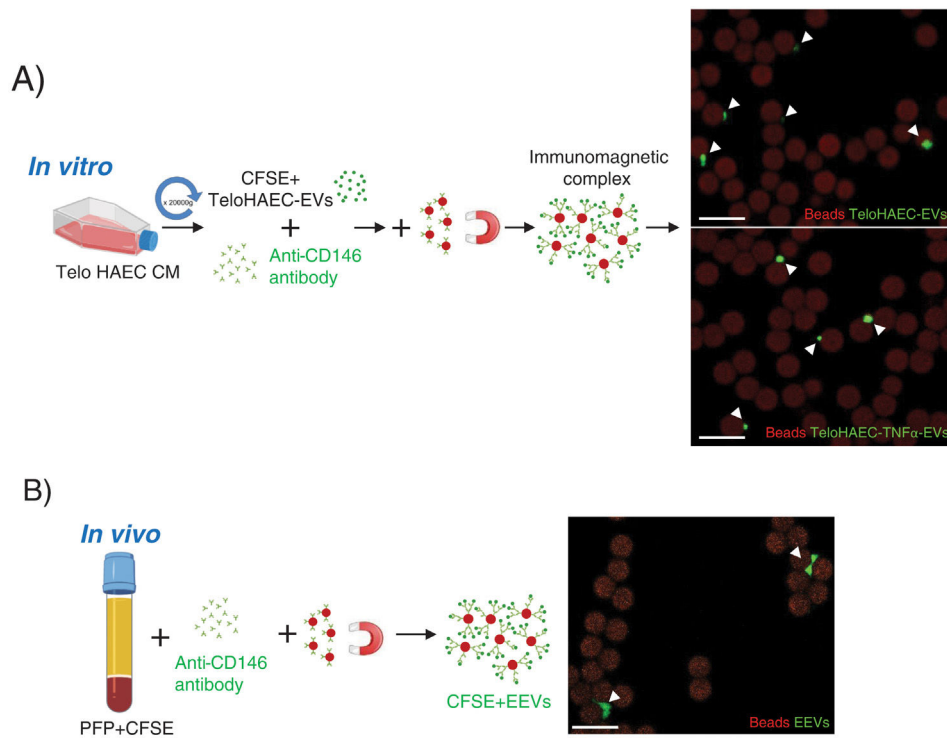 A)
In vitro
x 20000g
Telo HAEC CM
CFSE+
TeloHAEC-EVs
+
Anti-CD146
antibody
+
Immunomagnetic
complex
Beads TeloHAEC-EVs
Beads TeloHAEC-TNFα-EVs
B)
In vivo
PFP+CFSE
+
Anti-CD146
antibody
+
CFSE+EEVs
Beads EEVs